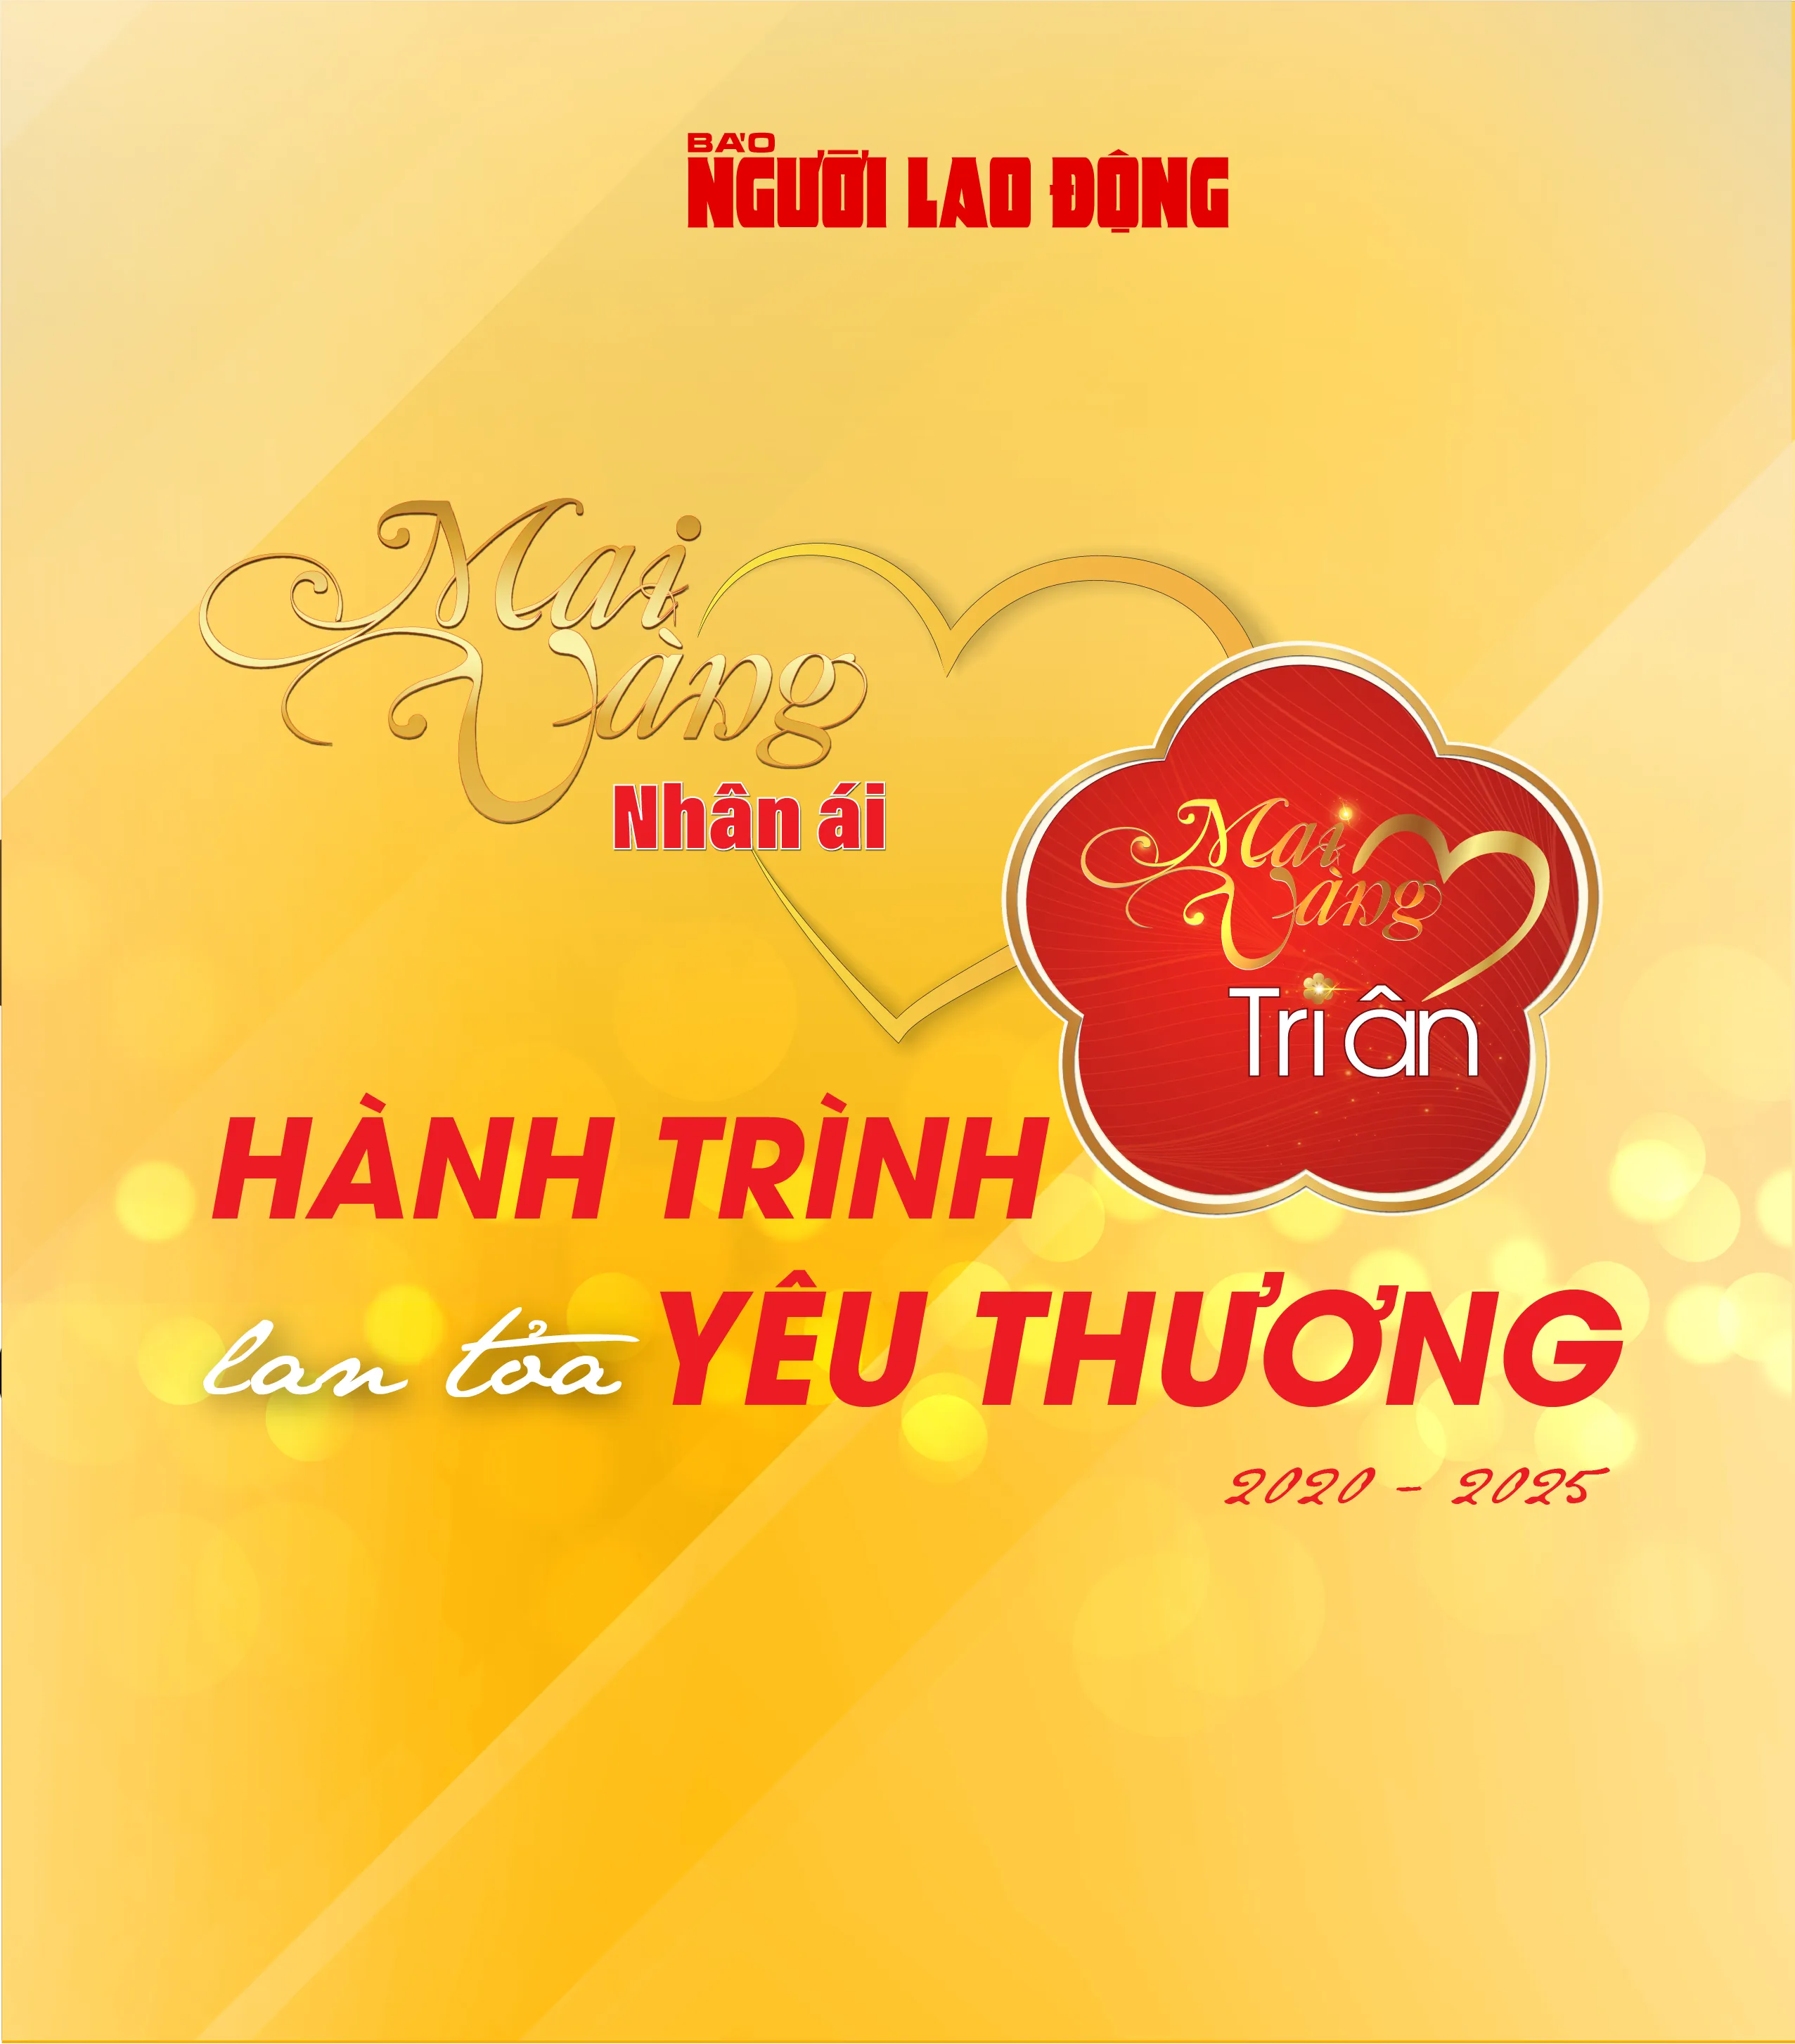 BÁO
NGƯỜI LAO ĐỘNG
Mai
Vàng
Nhân ái
Mai
Vàng
Tri ân
HÀNH TRÌNH
lan tỏa YÊU THƯƠNG
2020 - 2025